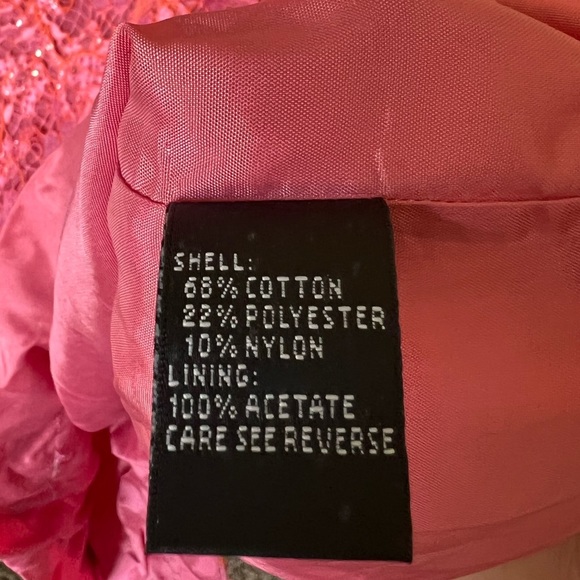 SHELL:
68% COTTON
22% POLYESTER
10% NYLON
LINING:
100% ACETATE
CARE SEE REVERSE